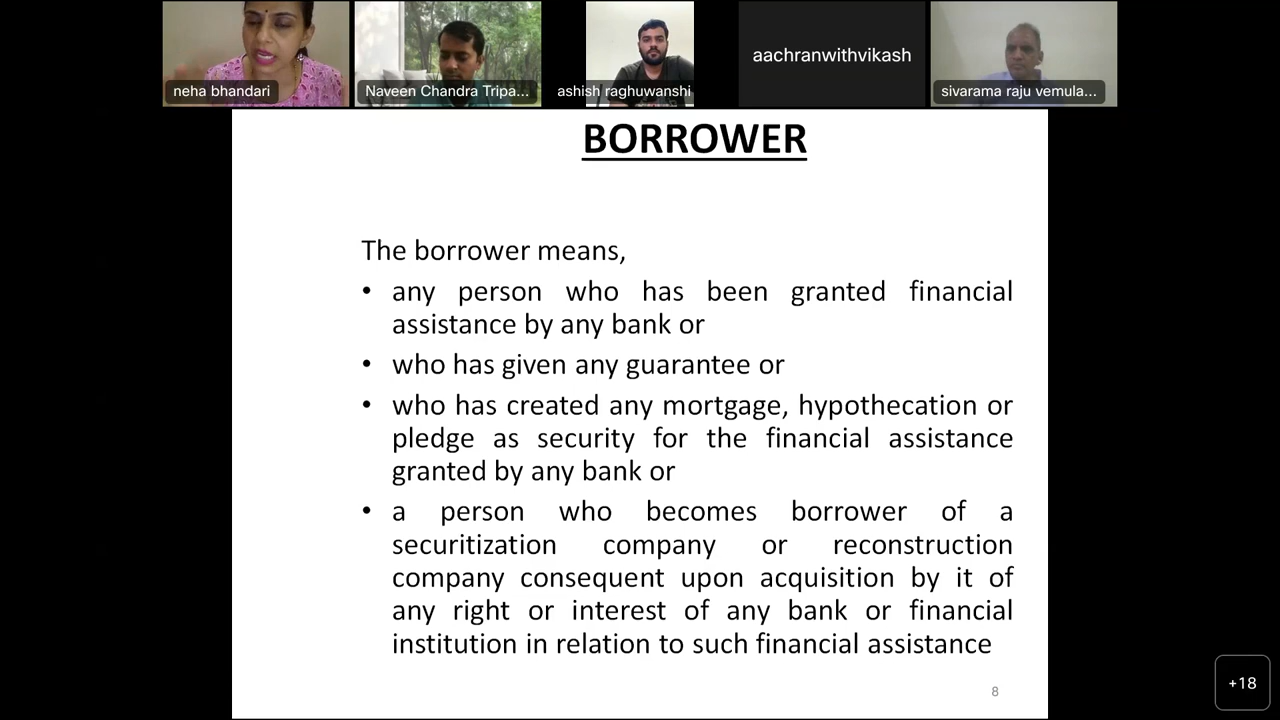 neha bhandari
Naveen Chandra Tripa...
ashish raghuwanshi
aachranwithvikash
sivarama raju vemula...
BORROWER
The borrower means,
• any person who has been granted financial
assistance by any bank or
• who has given any guarantee or
• who has created any mortgage, hypothecation or
pledge as security for the financial assistance
granted by any bank or
• a person who becomes borrower of a
securitization company or reconstruction
company consequent upon acquisition by it of
any right or interest of any bank or financial
institution in relation to such financial assistance
8
+18